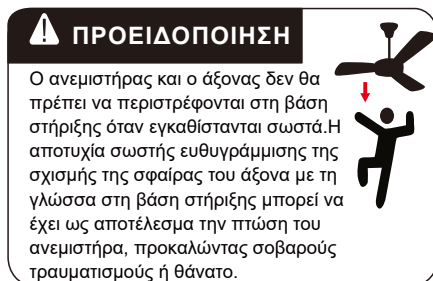 ΠΡΟΕΙΔΟΠΟΙΗΣΗ
Ο ανεμιστήρας και ο άξονας δεν θα
πρέπει να περιστρέφονται στη βάση
στήριξης όταν εγκαθίστανται σωστά.Η
αποτυχία σωστής ευθυγράμμισης της
σχισμής της σφαίρας του άξονα με τη
γλώσσα στη βάση στήριξης μπορεί να
έχει ως αποτέλεσμα την πτώση του
ανεμιστήρα, προκαλώντας σοβαρούς
τραυματισμούς ή θάνατο.